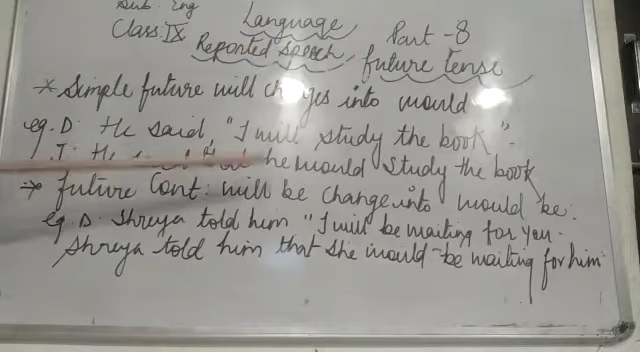 Sub. Eng
Language
Class: IX Part - 8
Reported Speech, future tense
* Simple future will changes into would
eg. D: He said, "I will study the book".
he would study the book
→ future Cont: will be change into would be:
eg. D. Shreya told him "I will be waiting for you.
Shreya told him that she would be waiting for him